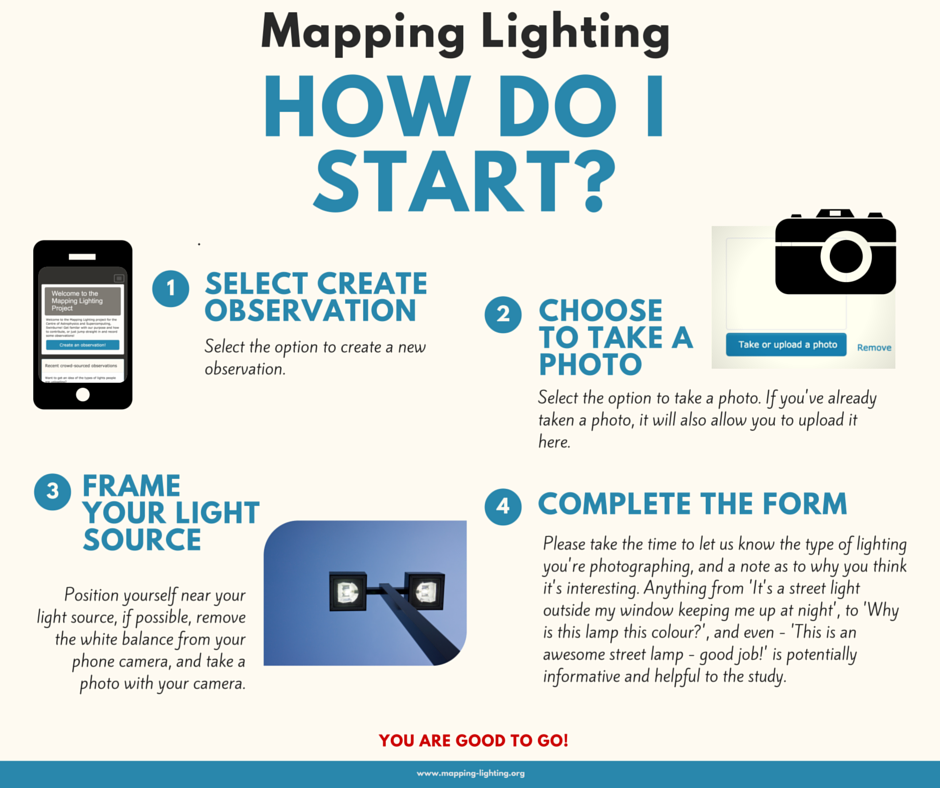 Mapping Lighting
HOW DO I
START?
Welcome to the
Mapping Lighting
Project
Welcome to the Mapping Lighting project for the
Create an observation!
Recent crowd-sourced observations
1
SELECT CREATE
OBSERVATION
Select the option to create a new
observation.
2
CHOOSE
TO TAKE A
PHOTO
Take or upload a photo
Remove
Select the option to take a photo. If you've already
taken a photo, it will also allow you to upload it
here.
3
FRAME
YOUR LIGHT
SOURCE
Position yourself near your
light source, if possible, remove
the white balance from your
phone camera, and take a
photo with your camera.
4
COMPLETE THE FORM
Please take the time to let us know the type of lighting
you're photographing, and a note as to why you think
it's interesting. Anything from 'It's a street light
outside my window keeping me up at night', to 'Why
is this lamp this colour?', and even - 'This is an
awesome street lamp - good job!' is potentially
informative and helpful to the study.
YOU ARE GOOD TO GO!
www.mapping-lighting.org